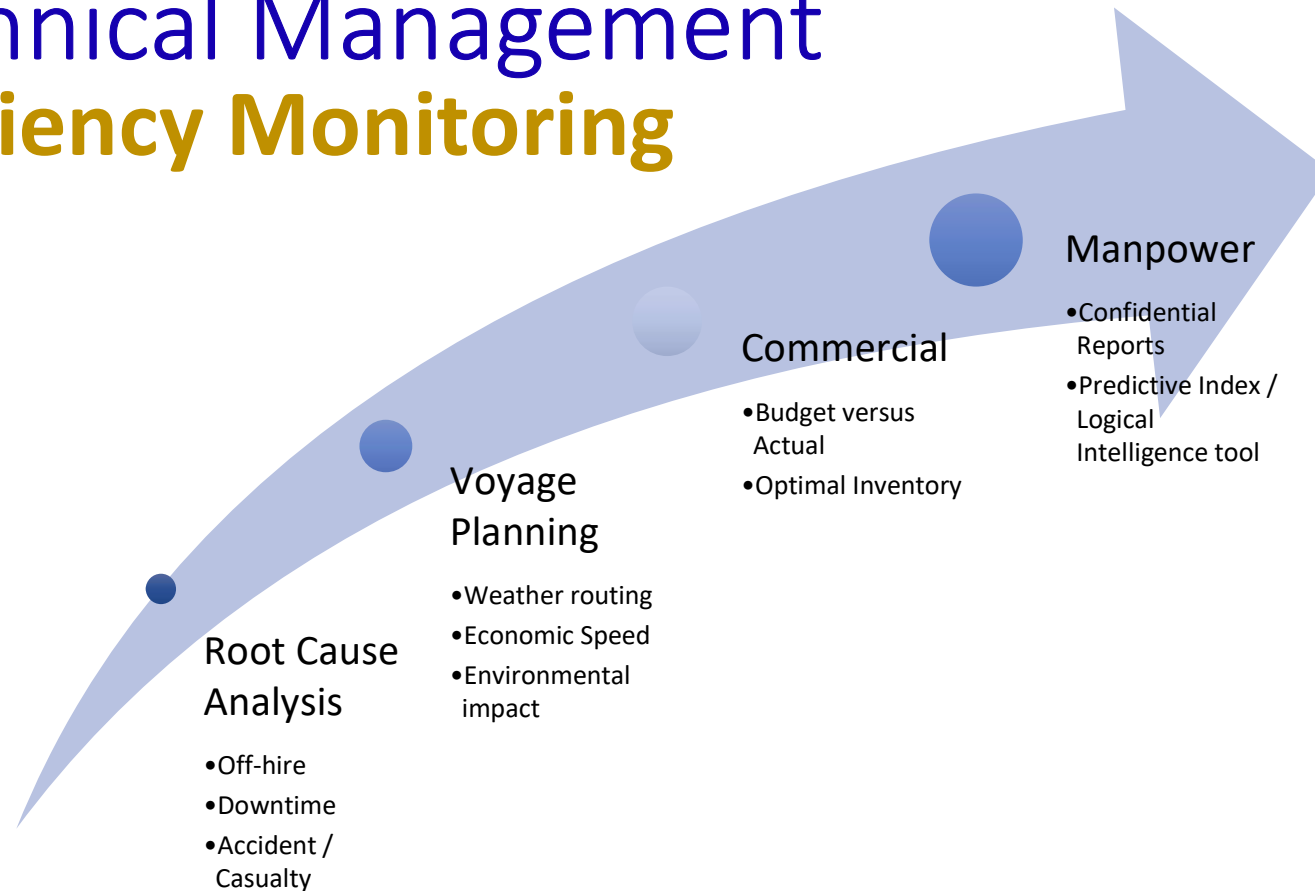 hnical Management
iency Monitoring
Manpower
•Confidential
Reports
•Predictive Index /
Logical
Intelligence tool
Commercial
•Budget versus
Actual
•Optimal Inventory
Voyage
Planning
•Weather routing
•Economic Speed
•Environmental
impact
Root Cause
Analysis
•Off-hire
•Downtime
•Accident /
Casualty